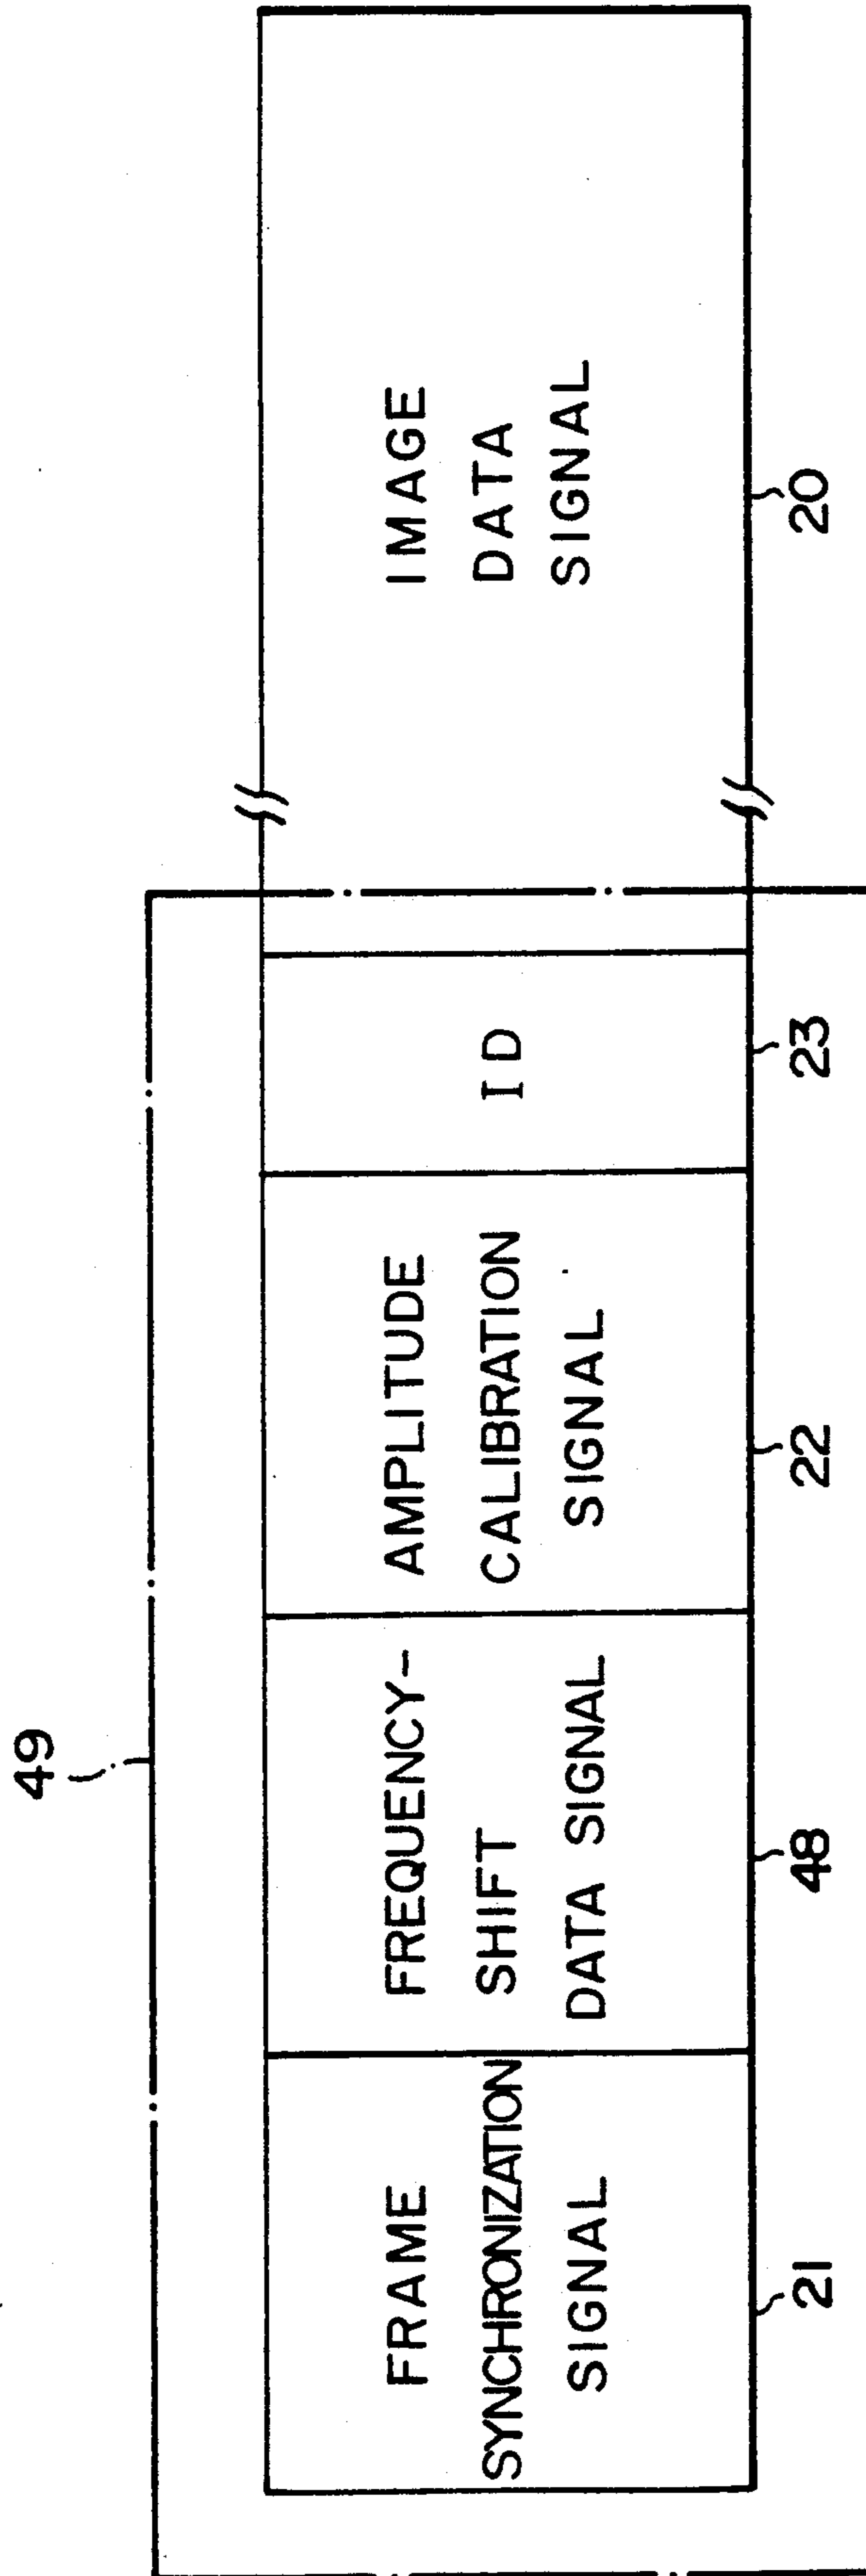 49
FRAME
SYNCHRONIZATION
SIGNAL
FREQUENCY-
SHIFT
DATA SIGNAL
AMPLITUDE
CALIBRATION
SIGNAL
ID
IMAGE
DATA
SIGNAL
21
48
22
23
20